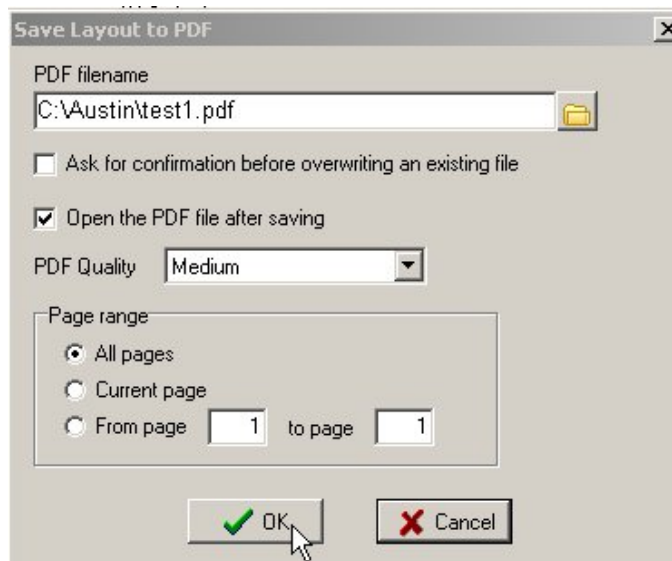 Save Layout to PDF
PDF filename
C:\Austin\test1.pdf
Ask for confirmation before overwriting an existing file
Open the PDF file after saving
PDF Quality Medium
Page range
All pages
Current page
From page 1 to page 1
OK Cancel